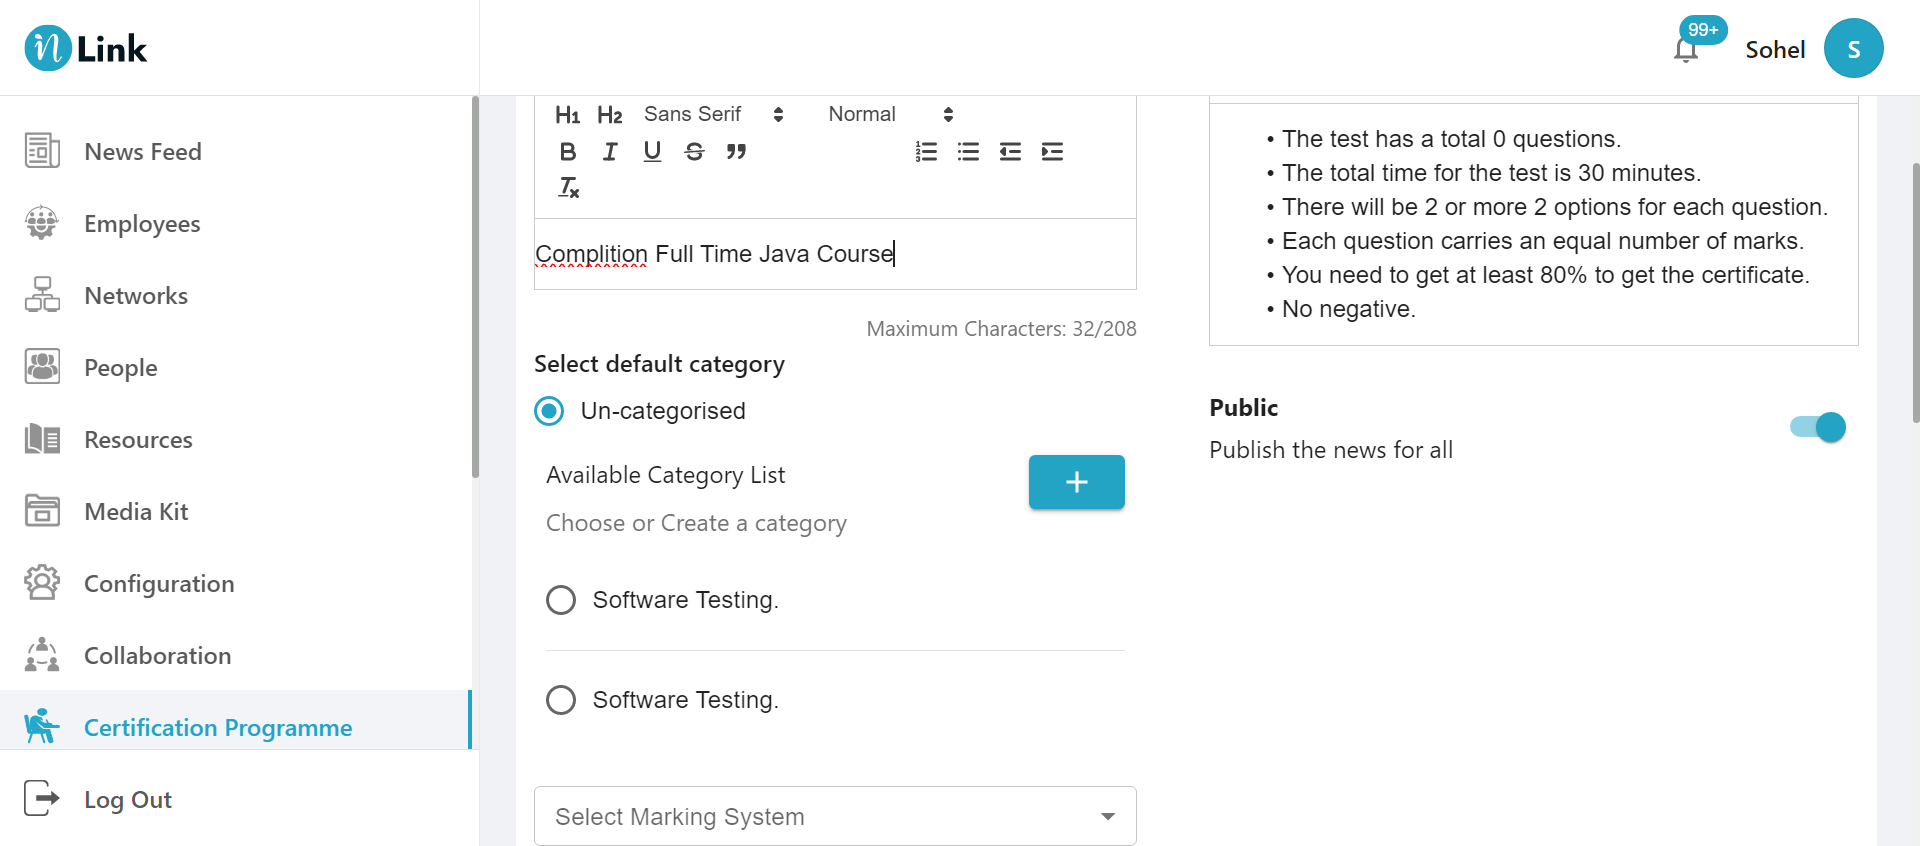 n Link
99+
Sohel
S
News Feed
Employees
Networks
People
Resources
Media Kit
Configuration
Collaboration
Certification Programme
Log Out
H1 H2 Sans Serif Normal
B I U S ”
Tx
Complition Full Time Java Course
Maximum Characters: 32/208
Select default category
Un-categorised
Available Category List
+
Choose or Create a category
Software Testing.
Software Testing.
Select Marking System
• The test has a total 0 questions.
• The total time for the test is 30 minutes.
• There will be 2 or more 2 options for each question.
• Each question carries an equal number of marks.
• You need to get at least 80% to get the certificate.
• No negative.
Public
Publish the news for all